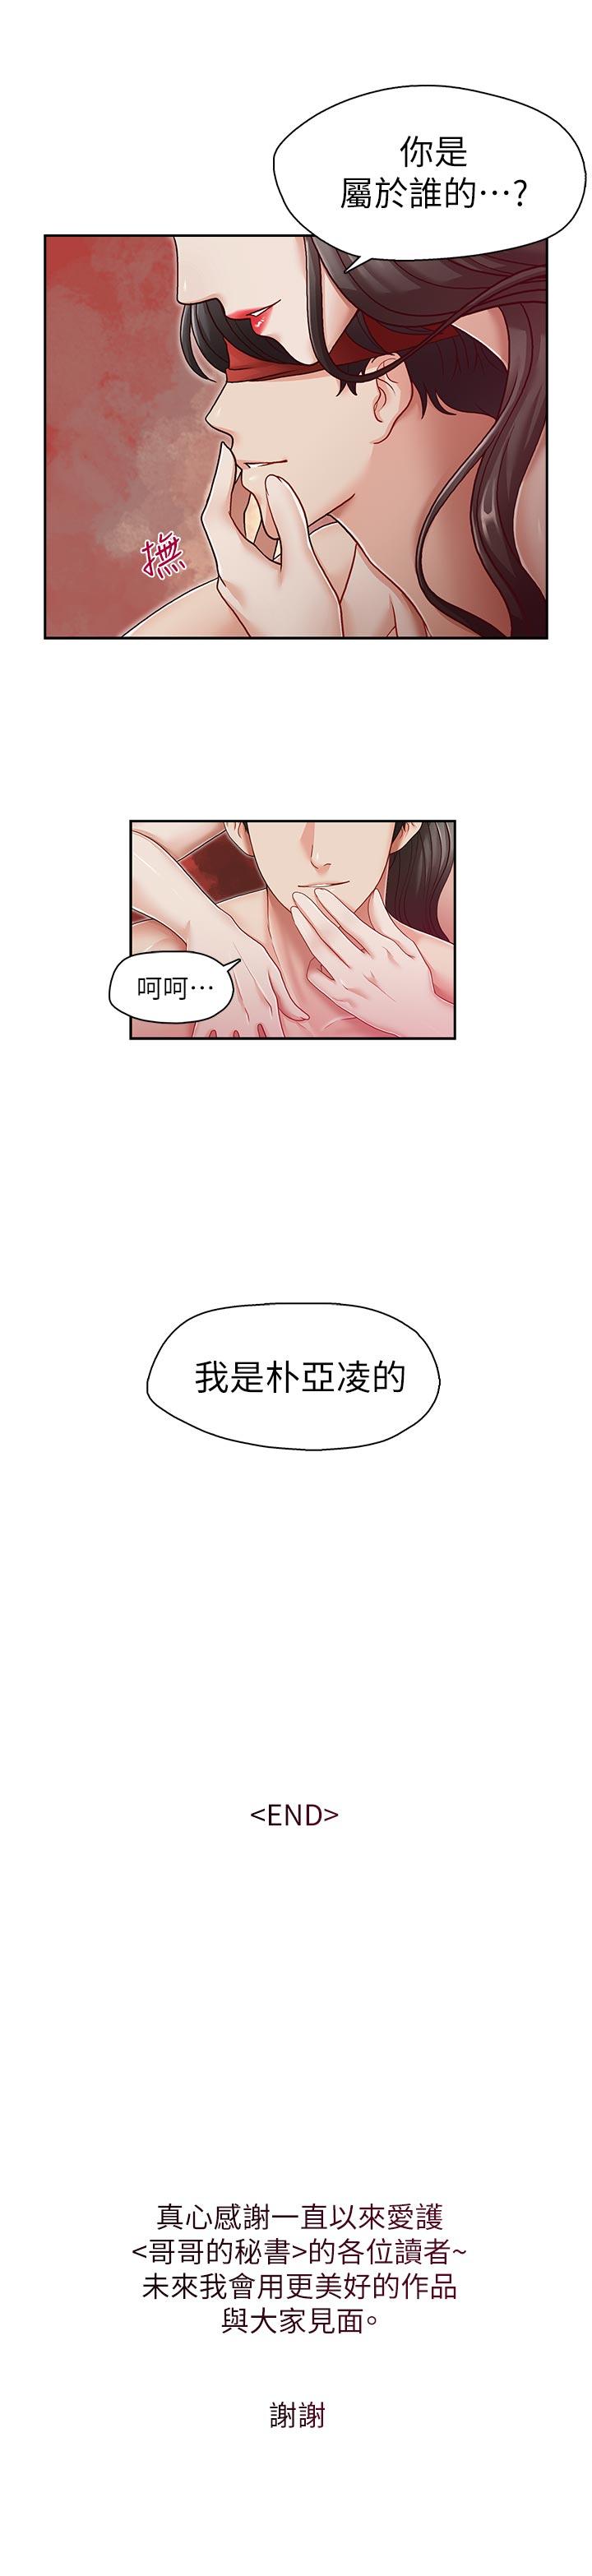 你是
屬於誰的…?
撫
呵呵…
我是朴亞凌的
<END>
真心感謝一直以來愛護
<哥哥的秘書>的各位讀者~
未來我會用更美好的作品
與大家見面。
謝謝